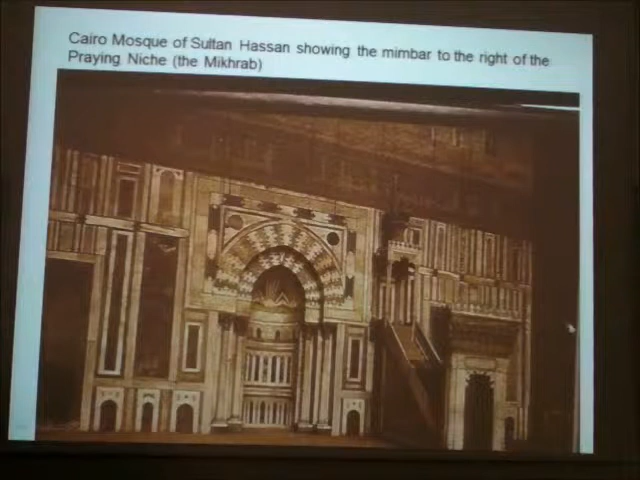 Cairo Mosque of Sultan Hassan showing the mimbar to the right of the
Praying Niche (the Mikhrab)